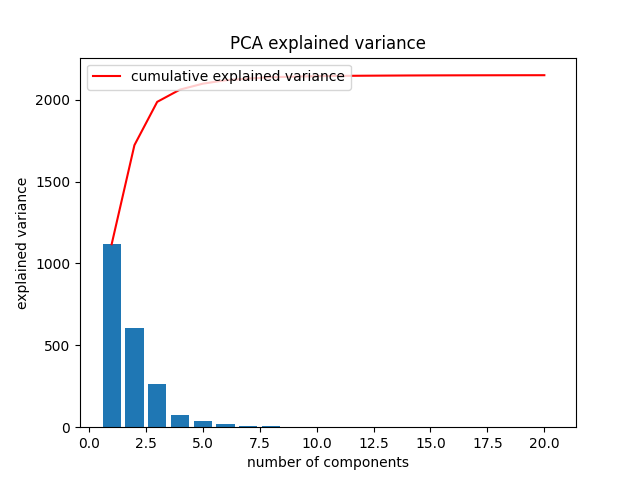 PCA explained variance
cumulative explained variance
2000
1500
1000
500
0
explained variance
0.0 2.5 5.0 7.5 10.0 12.5 15.0 17.5 20.0
number of components